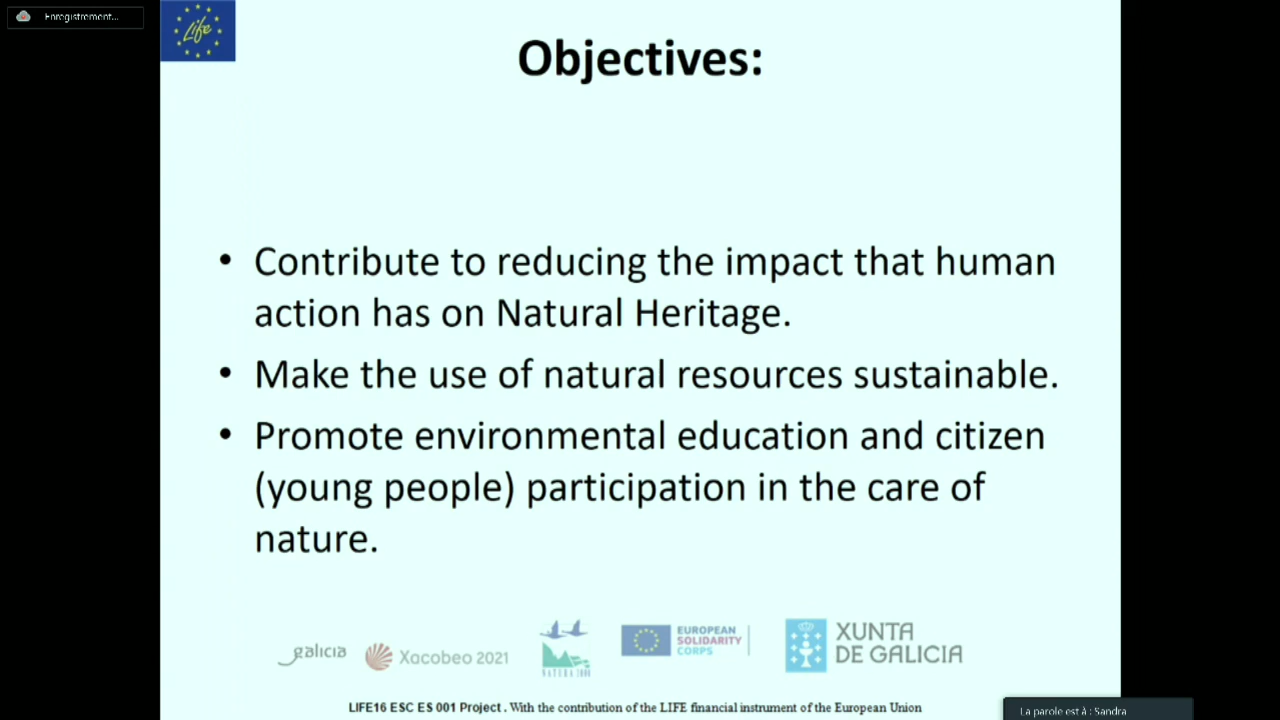 Enregistrement...
Life
Objectives:
• Contribute to reducing the impact that human
action has on Natural Heritage.
• Make the use of natural resources sustainable.
• Promote environmental education and citizen
(young people) participation in the care of
nature.
galicia
Xacobeo 2021
NATURA 2000
EUROPEAN
SOLIDARITY
CORPS
XUNTA
DE GALICIA
LIFE16 ESC ES 001 Project . With the contribution of the LIFE financial instrument of the European Union
La parole est à : Sandra